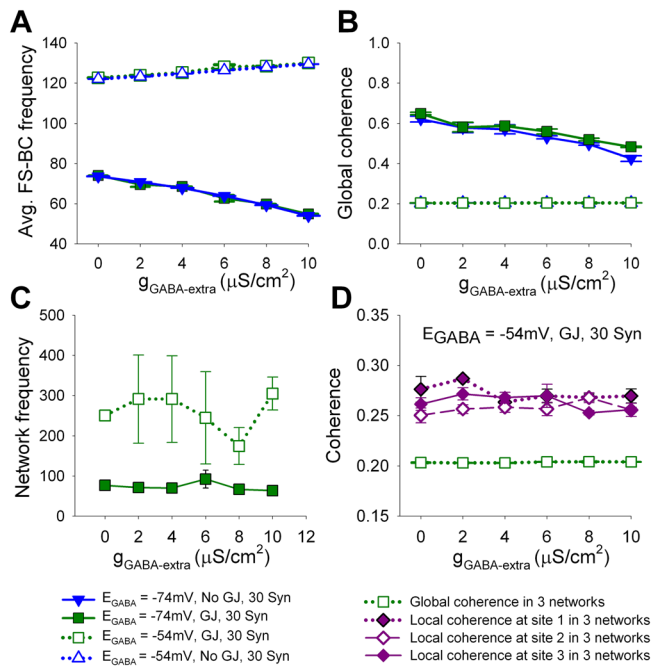 A
140
120
100
80
60
40
Avg. FS-BC frequency
0 2 4 6 8 10
gGABA-extra (μS/cm²)
B
1.0
0.8
0.6
0.4
0.2
0.0
Global coherence
0 2 4 6 8 10
gGABA-extra (μS/cm²)
C
500
400
300
200
100
0
Network frequency
0 2 4 6 8 10 12
gGABA-extra (μS/cm²)
D
EGABA = -54mV, GJ, 30 Syn
0.35
0.30
0.25
0.20
0.15
Coherence
0 2 4 6 8 10
gGABA-extra (μS/cm²)
EGABA = -74mV, No GJ, 30 Syn
EGABA = -74mV, GJ, 30 Syn
EGABA = -54mV, GJ, 30 Syn
EGABA = -54mV, No GJ, 30 Syn
Global coherence in 3 networks
Local coherence at site 1 in 3 networks
Local coherence at site 2 in 3 networks
Local coherence at site 3 in 3 networks